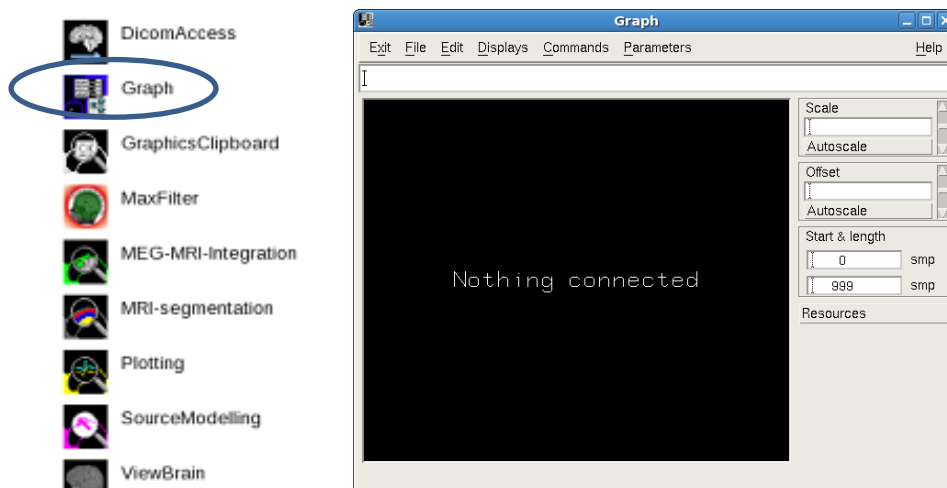 DicomAccess
Graph
GraphicsClipboard
MaxFilter
MEG-MRI-Integration
MRI-segmentation
Plotting
SourceModelling
ViewBrain
Graph
Exit File Edit Displays Commands Parameters Help
Nothing connected
Scale
Autoscale
Offset
Autoscale
Start & length
0 smp
999 smp
Resources